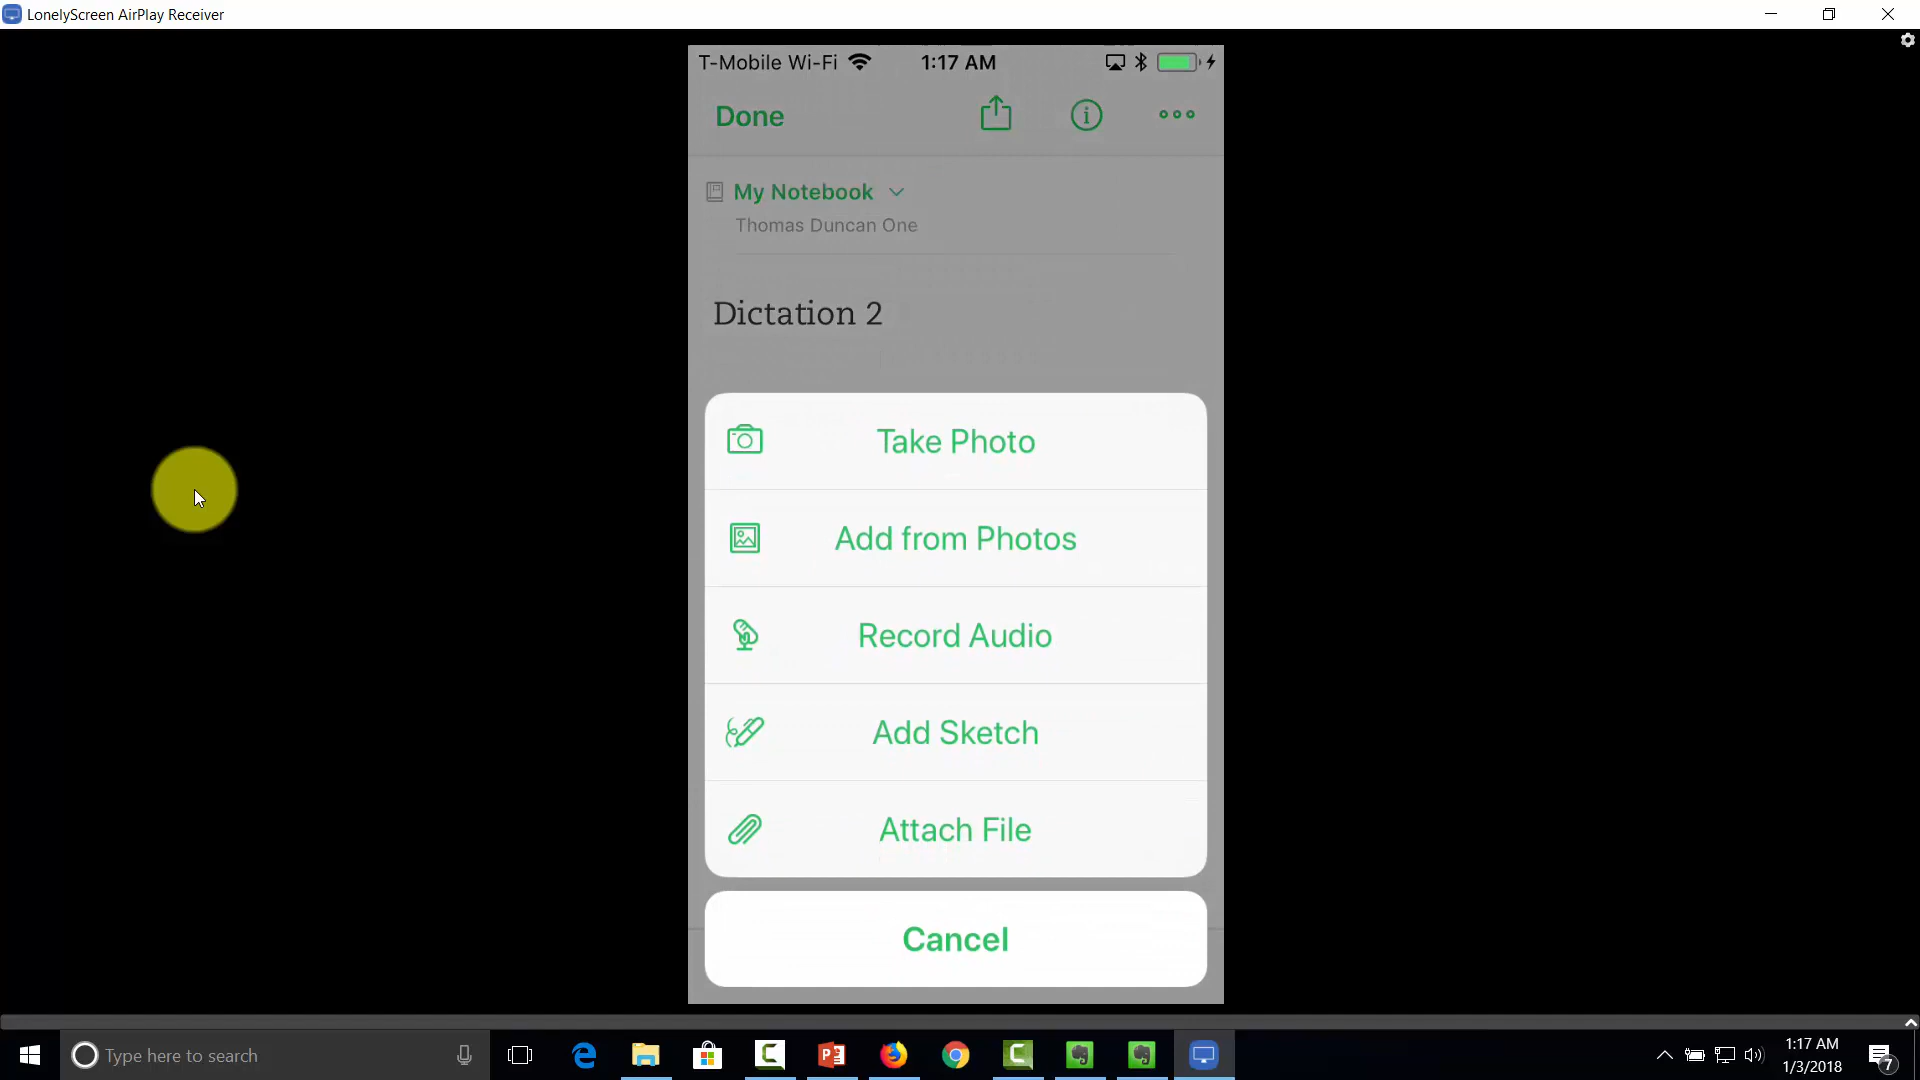 LonelyScreen AirPlay Receiver
T-Mobile Wi-Fi 1:17 AM
Done
My Notebook
Thomas Duncan One
Dictation 2
Take Photo
Add from Photos
Record Audio
Add Sketch
Attach File
Cancel
Type here to search
1:17 AM
1/3/2018
7